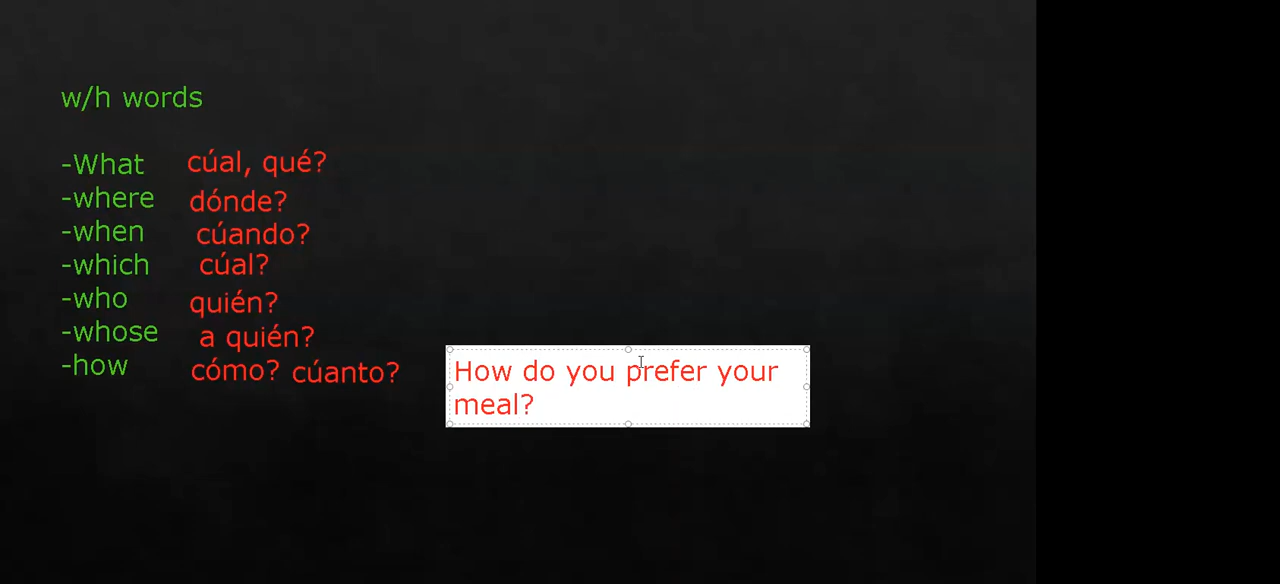 w/h words
-What cúal, qué?
-where dónde?
-when cúando?
-which cúal?
-who quién?
-whose a quién?
-how cómo? cúanto?
How do you prefer your
meal?